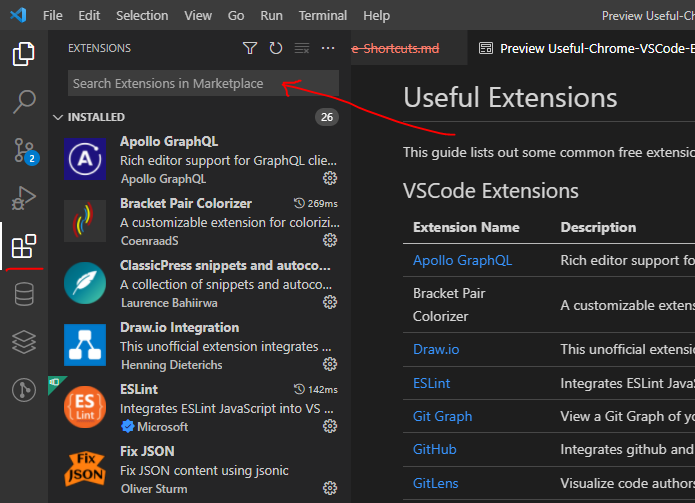 File Edit Selection View Go Run Terminal Help Preview Useful-Ch
EXTENSIONS
e-Shortcuts.md Preview Useful-Chrome-VSCode-E
Search Extensions in Marketplace
INSTALLED 26
Apollo GraphQL
Rich editor support for GraphQL clie...
Apollo GraphQL
Bracket Pair Colorizer 269ms
A customizable extension for colorizi...
CoenraadS
2
ClassicPress snippets and autoco...
A collection of snippets and autoco...
Laurence Bahiirwa
Draw.io Integration
This unofficial extension integrates ...
Henning Dieterichs
ES Lint
ESLint 142ms
Integrates ESLint JavaScript into VS ...
Microsoft
Fix JSON
Fix JSON
Fix JSON content using jsonic
Oliver Sturm
Useful Extensions
This guide lists out some common free extensio
VSCode Extensions
Extension Name Description
Apollo GraphQL Rich editor support fo
Bracket Pair
Colorizer
A customizable extens
Draw.io This unofficial extensi
ESLint Integrates ESLint JavaS
Git Graph View a Git Graph of yo
GitHub Integrates github and
GitLens Visualize code authors